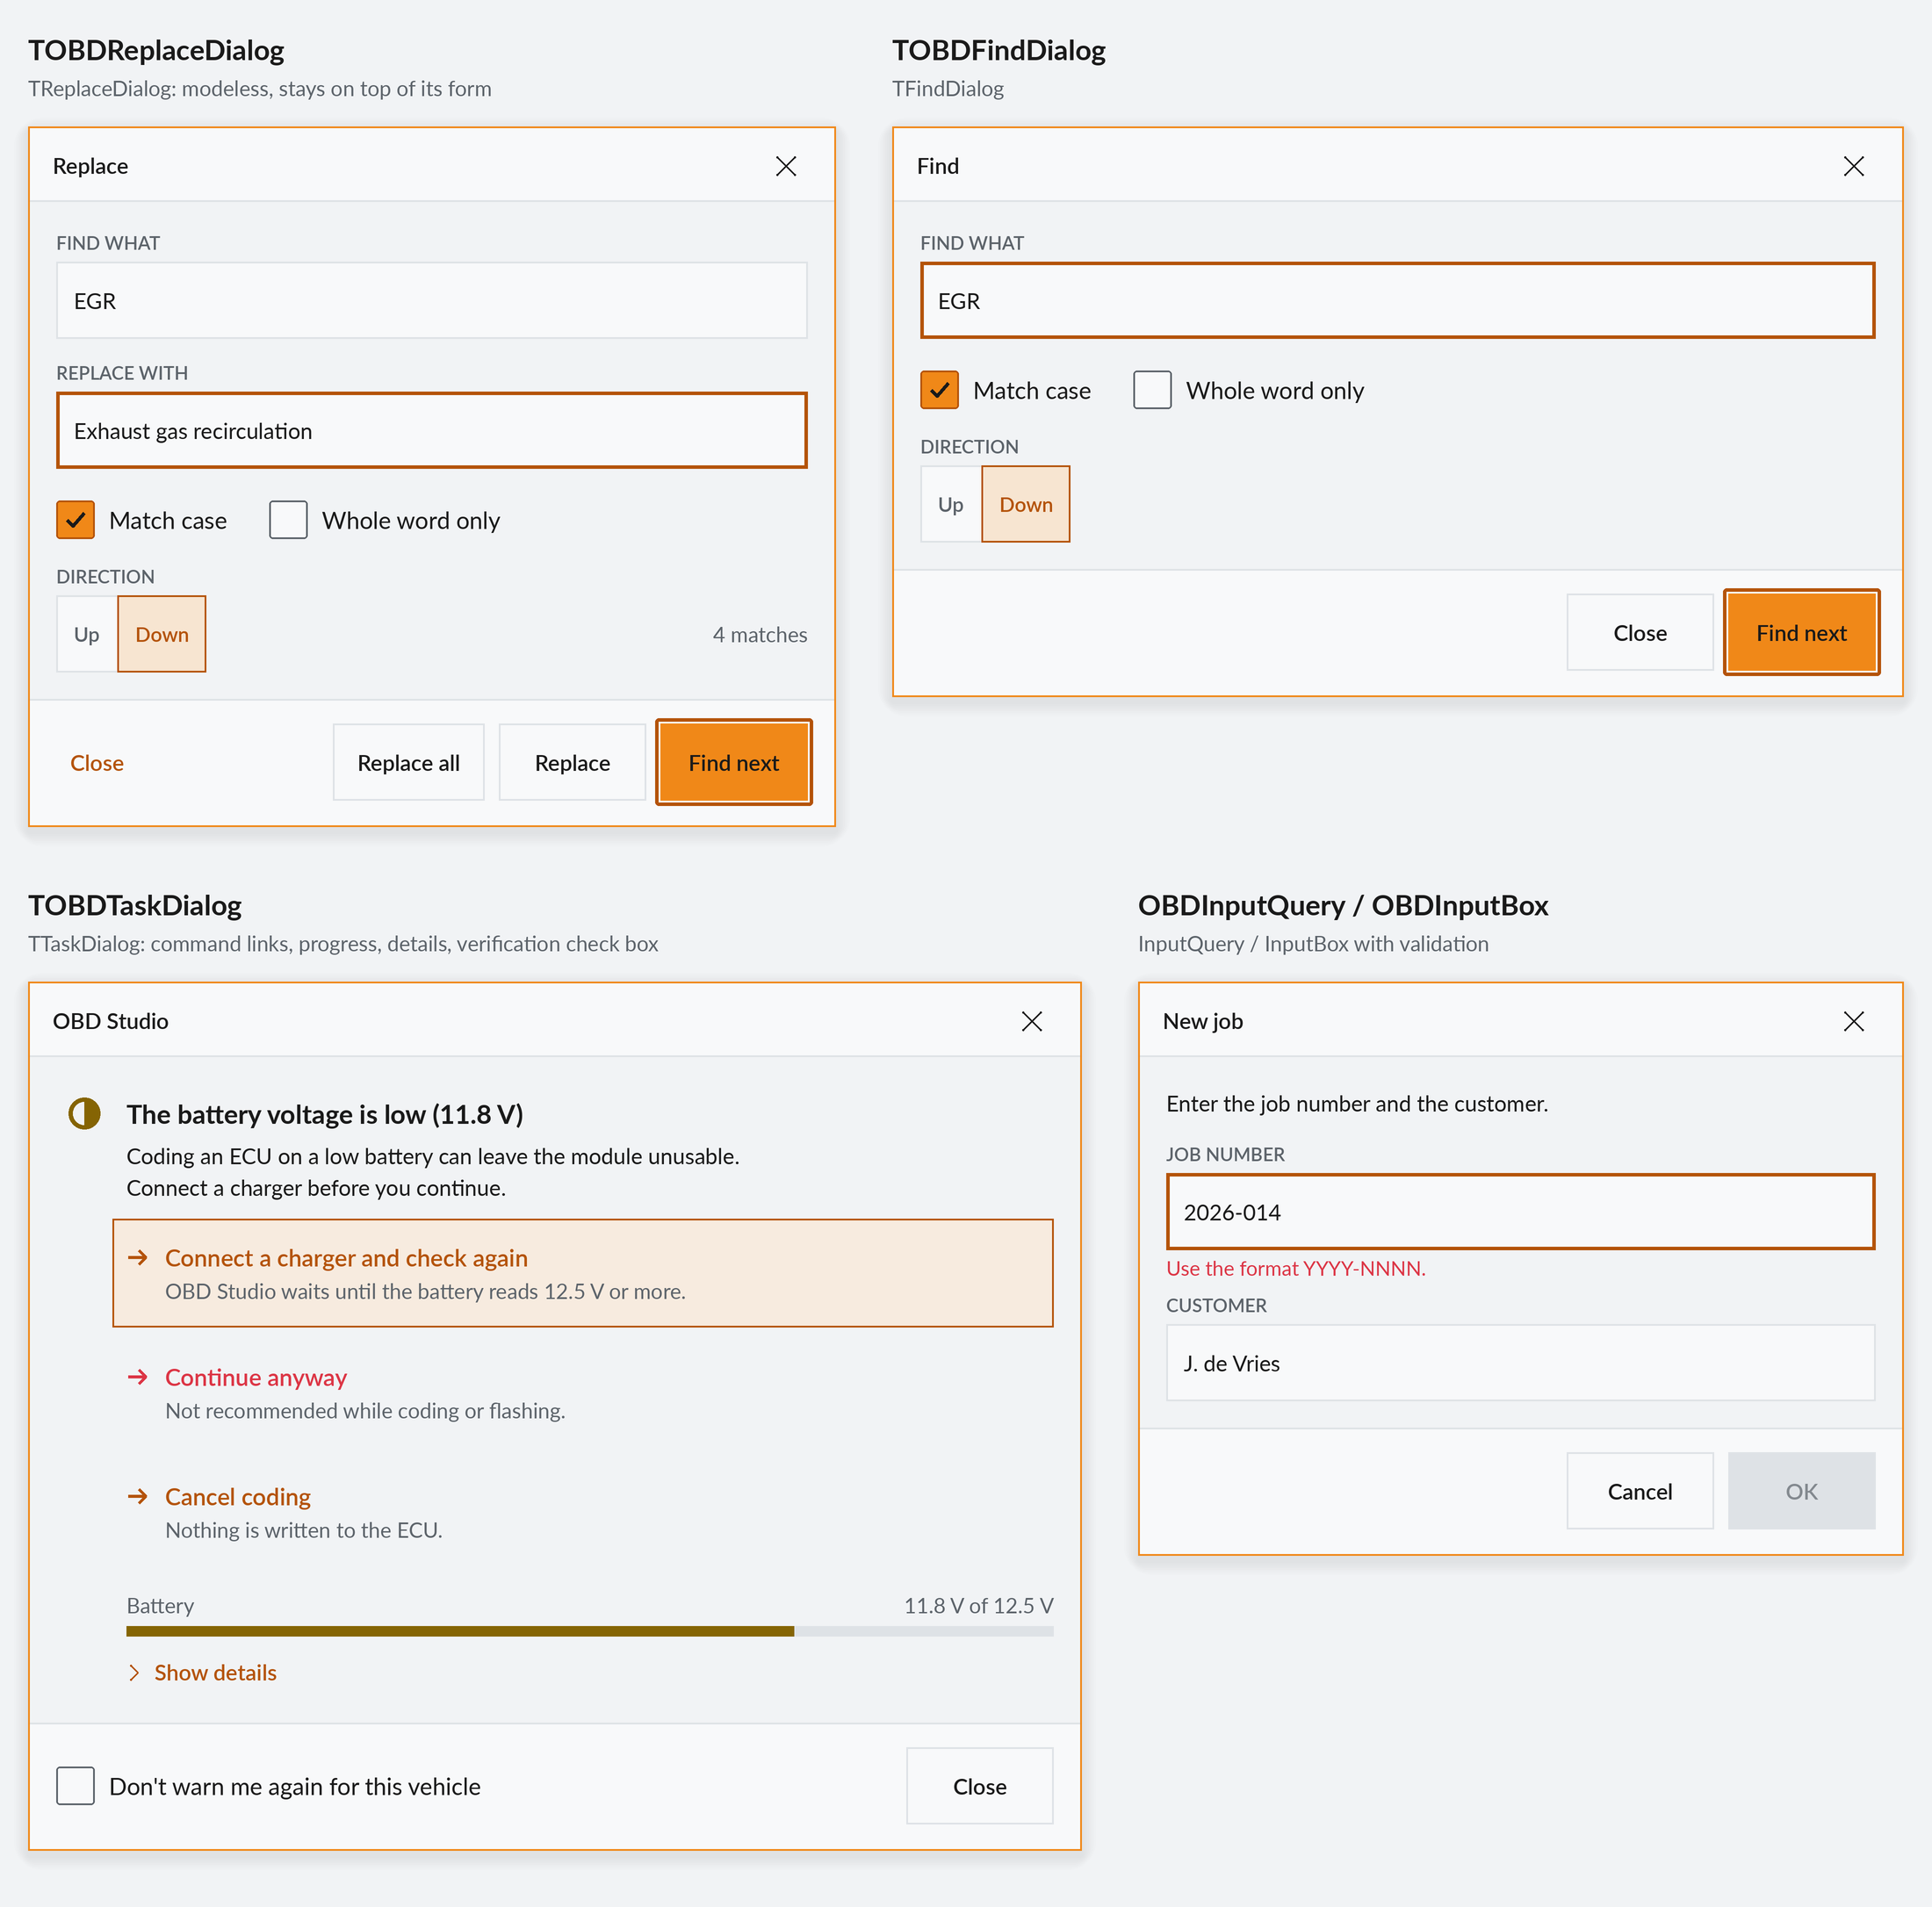 TOBDReplaceDialog
TReplaceDialog: modeless, stays on top of its form
Replace
FIND WHAT
EGR
REPLACE WITH
Exhaust gas recirculation
Match case
Whole word only
DIRECTION
Up
Down
4 matches
Close
Replace all
Replace
Find next
TOBDFindDialog
TFindDialog
Find
FIND WHAT
EGR
Match case
Whole word only
DIRECTION
Up
Down
Close
Find next
TOBDTaskDialog
TTaskDialog: command links, progress, details, verification check box
OBD Studio
The battery voltage is low (11.8 V)
Coding an ECU on a low battery can leave the module unusable.
Connect a charger before you continue.
Connect a charger and check again
OBD Studio waits until the battery reads 12.5 V or more.
Continue anyway
Not recommended while coding or flashing.
Cancel coding
Nothing is written to the ECU.
Battery
11.8 V of 12.5 V
Show details
Don't warn me again for this vehicle
Close
OBDInputQuery / OBDInputBox
InputQuery / InputBox with validation
New job
Enter the job number and the customer.
JOB NUMBER
2026-014
Use the format YYYY-NNNN.
CUSTOMER
J. de Vries
Cancel
OK